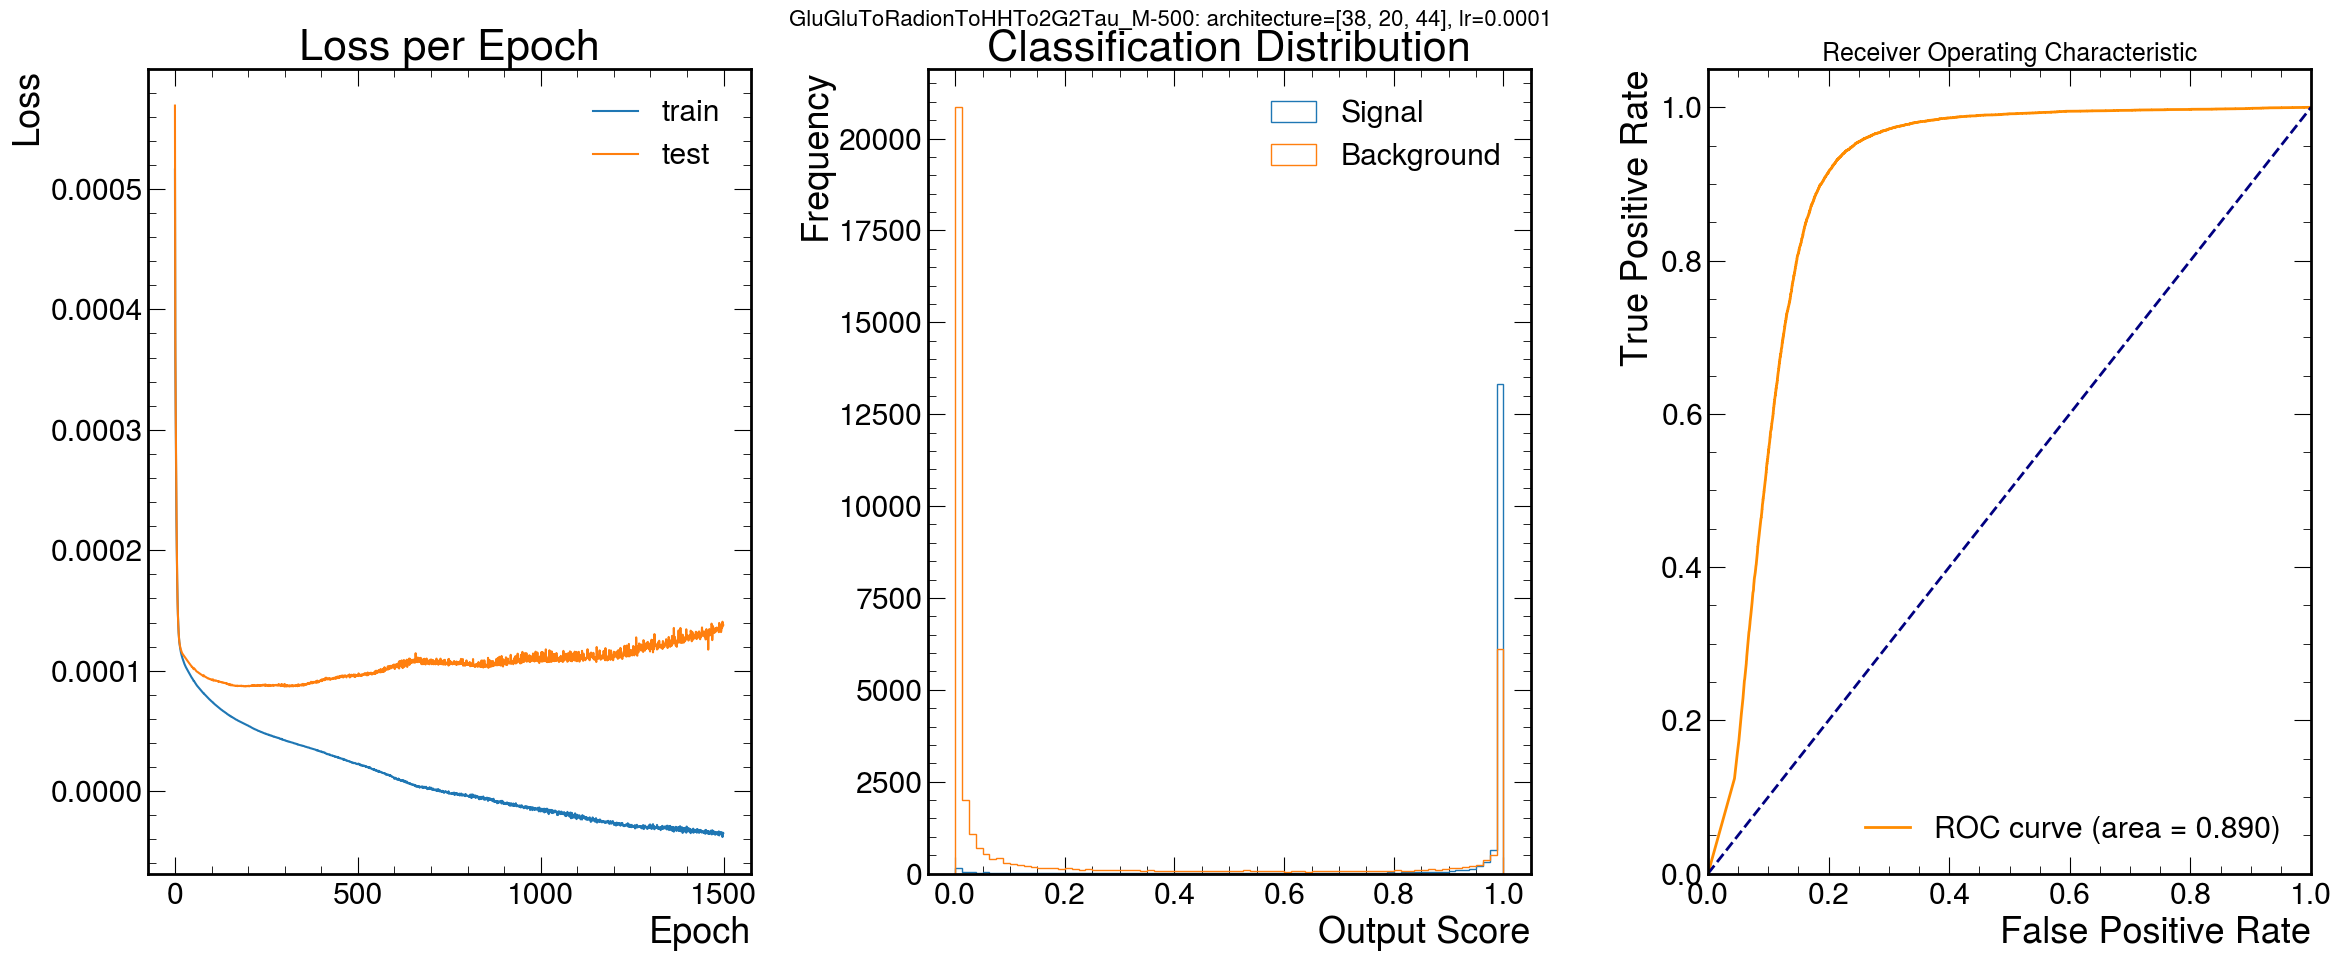 GluGluToRadionToHHTo2G2Tau_M-500: architecture=[38, 20, 44], lr=0.0001
Loss per Epoch
Loss
train
test
0.0005
0.0004
0.0003
0.0002
0.0001
0.0000
0 500 1000 1500
Epoch
Classification Distribution
Frequency
Signal
Background
20000
17500
15000
12500
10000
7500
5000
2500
0
0.0 0.2 0.4 0.6 0.8 1.0
Output Score
Receiver Operating Characteristic
True Positive Rate
1.0
0.8
0.6
0.4
0.2
0.0
ROC curve (area = 0.890)
0.0 0.2 0.4 0.6 0.8 1.0
False Positive Rate